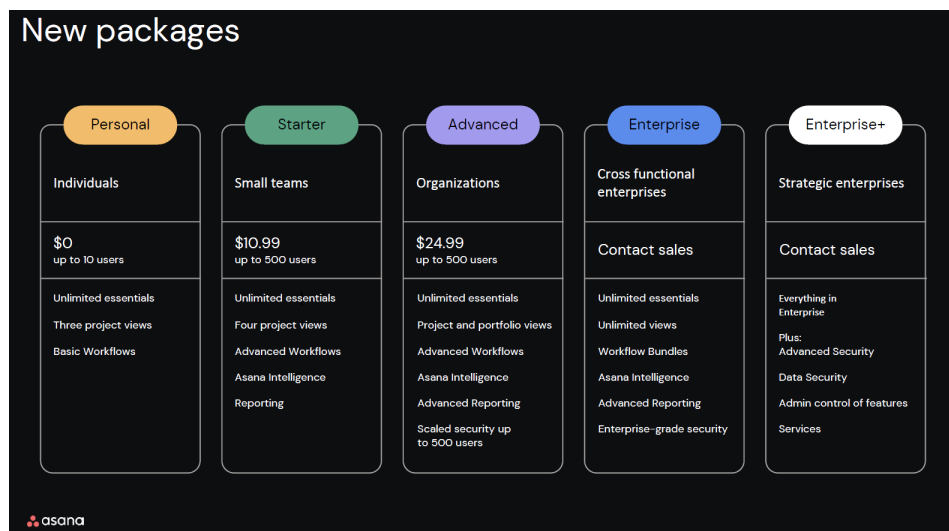 New packages
Personal
Individuals
$0
up to 10 users
Unlimited essentials
Three project views
Basic Workflows
Starter
Small teams
$10.99
up to 500 users
Unlimited essentials
Four project views
Advanced Workflows
Asana Intelligence
Reporting
Advanced
Organizations
$24.99
up to 500 users
Unlimited essentials
Project and portfolio views
Advanced Workflows
Asana Intelligence
Advanced Reporting
Scaled security up
to 500 users
Enterprise
Cross functional
enterprises
Contact sales
Unlimited essentials
Unlimited views
Workflow Bundles
Asana Intelligence
Advanced Reporting
Enterprise-grade security
Enterprise+
Strategic enterprises
Contact sales
Everything in
Enterprise
Plus:
Advanced Security
Data Security
Admin control of features
Services
asana